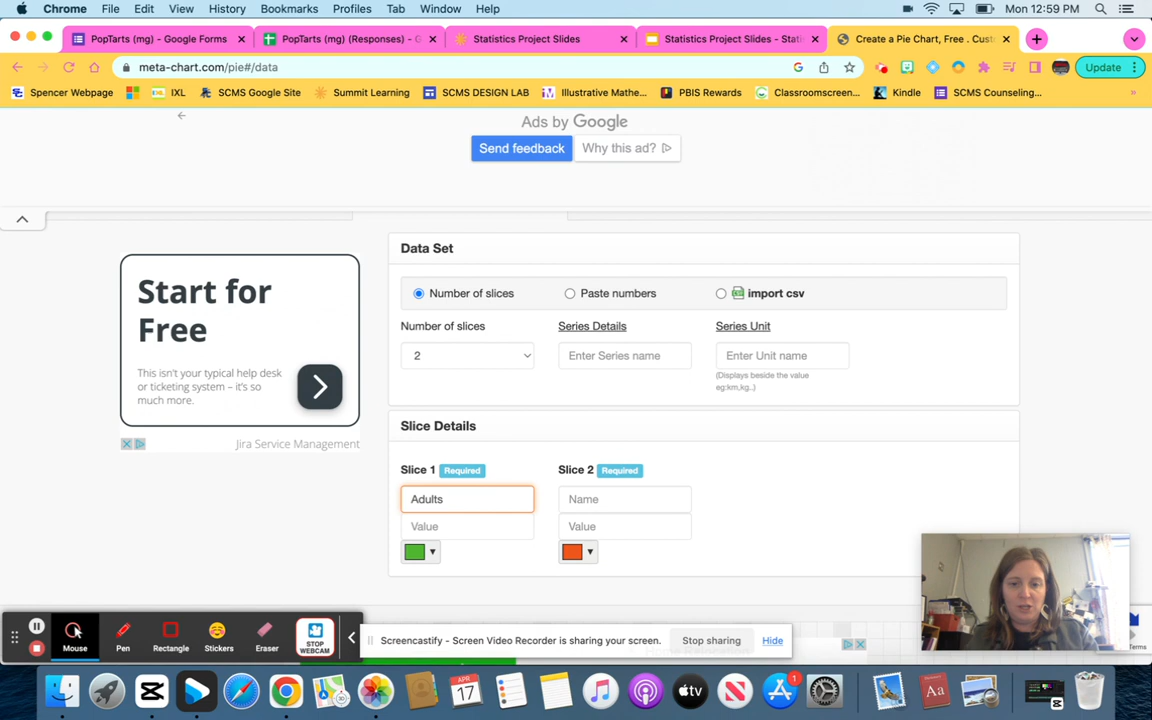 Chrome File Edit View History Bookmarks Profiles Tab Window Help Mon 12:59 PM
PopTarts (mg) - Google Forms
PopTarts (mg) (Responses) - G
Statistics Project Slides
Statistics Project Slides - Stati
Create a Pie Chart, Free . Cust
meta-chart.com/pie#/data
Update
Spencer Webpage
IXL
SCMS Google Site
Summit Learning
SCMS DESIGN LAB
Illustrative Mathe...
PBIS Rewards
Classroomscreen...
Kindle
SCMS Counseling...
Ads by Google
Send feedback
Why this ad?
Start for
Free
This isn't your typical help desk
or ticketing system – it's so
much more.
Jira Service Management
Data Set
Number of slices
Paste numbers
import csv
Number of slices
Series Details
Series Unit
2
Enter Series name
Enter Unit name
(Displays beside the value
eg:km,kg..)
Slice Details
Slice 1 Required
Slice 2 Required
Adults
Name
Value
Value
Mouse
Pen
Rectangle
Stickers
Eraser
STOP
WEBCAM
Screencastify - Screen Video Recorder is sharing your screen.
Stop sharing
Hide
Terms
APR
17
1